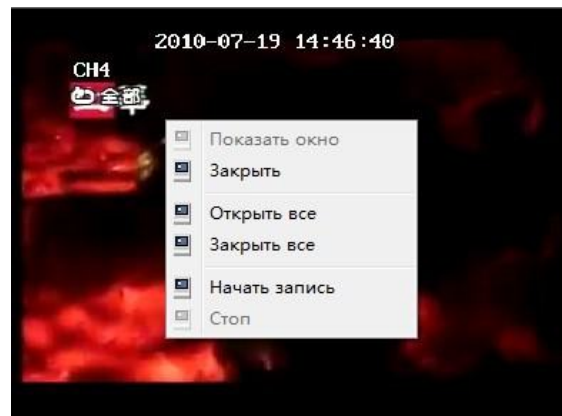 2010-07-19 14:46:40
CH4
全部
Показать окно
Закрыть
Открыть все
Закрыть все
Начать запись
Стоп